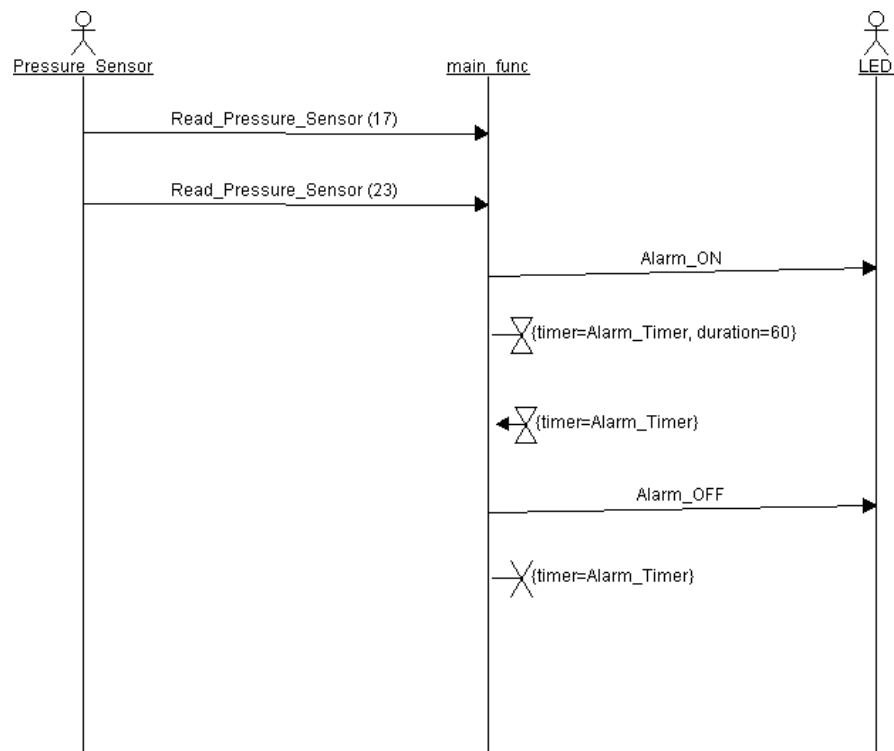 Pressure_Sensor
main_func
LED
Read_Pressure_Sensor (17)
Read_Pressure_Sensor (23)
Alarm_ON
{timer=Alarm_Timer, duration=60}
{timer=Alarm_Timer}
Alarm_OFF
{timer=Alarm_Timer}